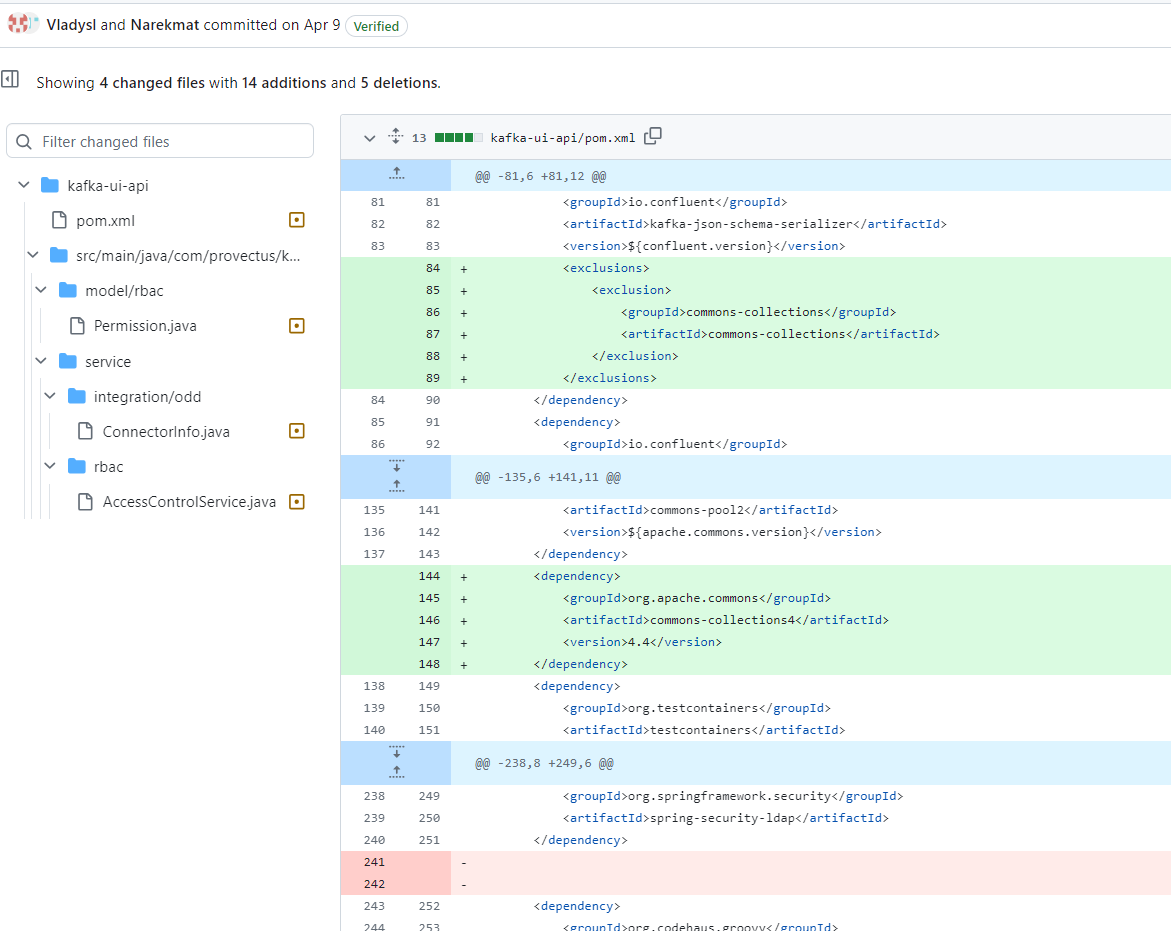 Vladysl and Narekmat committed on Apr 9 Verified
Showing 4 changed files with 14 additions and 5 deletions.
Filter changed files
kafka-ui-api
pom.xml
src/main/java/com/provectus/k...
model/rbac
Permission.java
service
integration/odd
ConnectorInfo.java
rbac
AccessControlService.java
13 kafka-ui-api/pom.xml
@@ -81,6 +81,12 @@
81 81 <groupId>io.confluent</groupId>
82 82 <artifactId>kafka-json-schema-serializer</artifactId>
83 83 <version>${confluent.version}</version>
84 + <exclusions>
85 + <exclusion>
86 + <groupId>commons-collections</groupId>
87 + <artifactId>commons-collections</artifactId>
88 + </exclusion>
89 + </exclusions>
84 90 </dependency>
85 91 <dependency>
86 92 <groupId>io.confluent</groupId>
@@ -135,6 +141,11 @@
135 141 <artifactId>commons-pool2</artifactId>
136 142 <version>${apache.commons.version}</version>
137 143 </dependency>
144 + <dependency>
145 + <groupId>org.apache.commons</groupId>
146 + <artifactId>commons-collections4</artifactId>
147 + <version>4.4</version>
148 + </dependency>
138 149 <dependency>
139 150 <groupId>org.testcontainers</groupId>
140 151 <artifactId>testcontainers</artifactId>
@@ -238,8 +249,6 @@
238 249 <groupId>org.springframework.security</groupId>
239 250 <artifactId>spring-security-ldap</artifactId>
240 251 </dependency>
241 -
242 -
243 252 <dependency>
244 253 <groupId>org.codehaus.groovy</groupId>